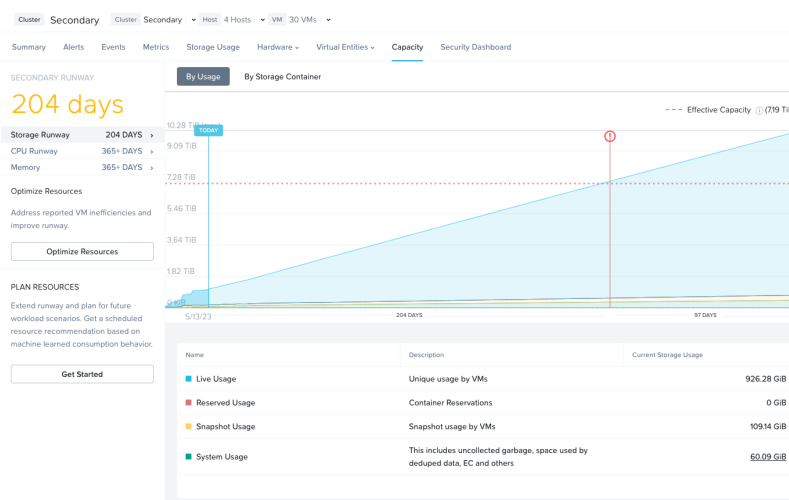 Cluster Secondary Cluster Secondary Host 4 Hosts VM 30 VMs
Summary Alerts Events Metrics Storage Usage Hardware Virtual Entities Capacity Security Dashboard
SECONDARY RUNWAY
204 days
Storage Runway 204 DAYS
CPU Runway 365+ DAYS
Memory 365+ DAYS
Optimize Resources
Address reported VM inefficiencies and
improve runway.
Optimize Resources
PLAN RESOURCES
Extend runway and plan for future
workload scenarios. Get a scheduled
resource recommendation based on
machine learned consumption behavior.
Get Started
By Usage By Storage Container
Effective Capacity (7.19 Ti
10.28 TiB
TODAY
9.09 TiB
7.28 TiB
5.46 TiB
3.64 TiB
1.82 TiB
0 KiB
5/13/23 204 DAYS 97 DAYS
Name Description Current Storage Usage
Live Usage Unique usage by VMs 926.28 GiB
Reserved Usage Container Reservations 0 GiB
Snapshot Usage Snapshot usage by VMs 109.14 GiB
System Usage This includes uncollected garbage, space used by
deduped data, EC and others 60.09 GiB